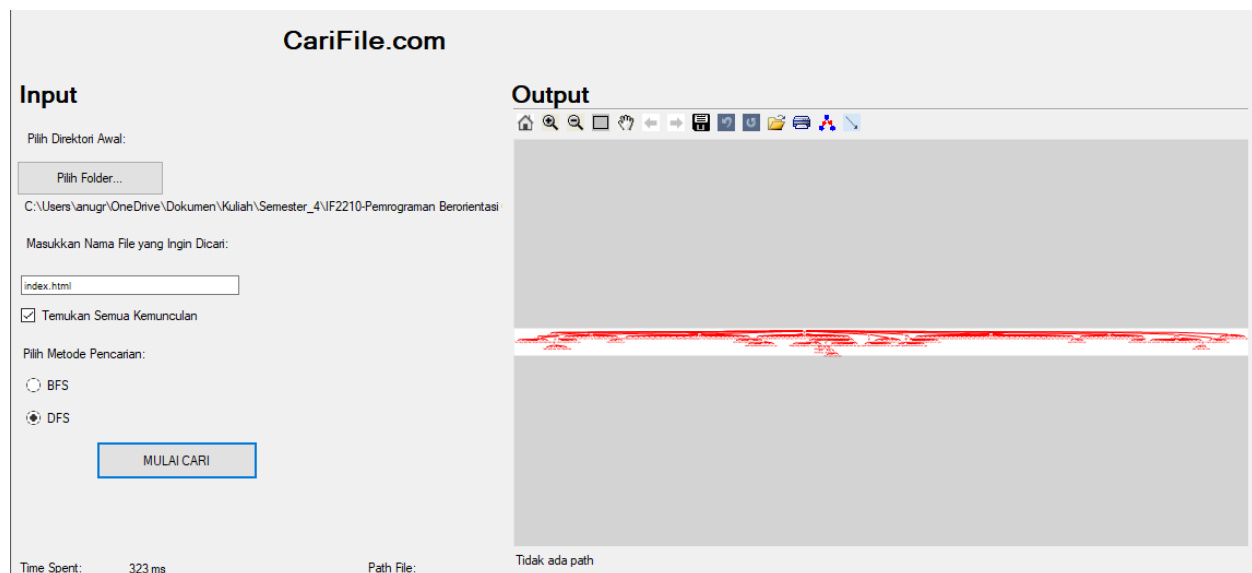 CariFile.com
Input
Pilih Direktori Awal:
Pilih Folder...
C:\Users\anugr\OneDrive\Dokumen\Kuliah\Semester_4\IF2210-Pemrograman Berorientasi
Masukkan Nama File yang Ingin Dicari:
index.html
Temukan Semua Kemunculan
Pilih Metode Pencarian:
BFS
DFS
MULAI CARI
Time Spent: 323 ms
Path File:
Output
Tidak ada path